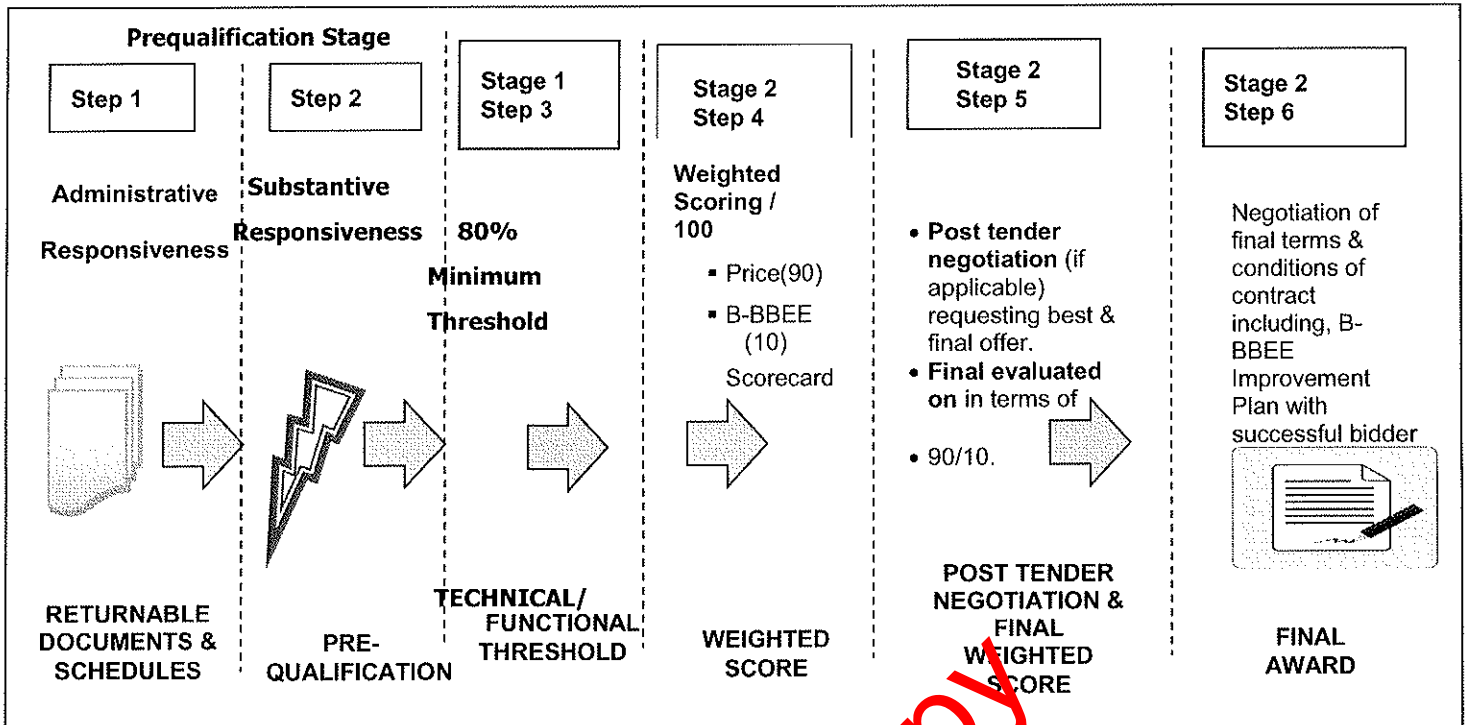 Prequalification Stage
Step 1
Administrative
Responsiveness
RETURNABLE
DOCUMENTS &
SCHEDULES
Step 2
Substantive
Responsiveness
PRE-
QUALIFICATION
Stage 1
Step 3
80%
Minimum
Threshold
TECHNICAL/
FUNCTIONAL
THRESHOLD
Stage 2
Step 4
Weighted
Scoring /
100
▪ Price(90)
▪ B-BBEE
(10)
Scorecard
WEIGHTED
SCORE
Stage 2
Step 5
• Post tender
negotiation (if
applicable)
requesting best &
final offer.
• Final evaluated
on in terms of
• 90/10.
POST TENDER
NEGOTIATION &
FINAL
WEIGHTED
SCORE
Stage 2
Step 6
Negotiation of
final terms &
conditions of
contract
including, B-
BBEE
Improvement
Plan with
successful bidder
FINAL
AWARD